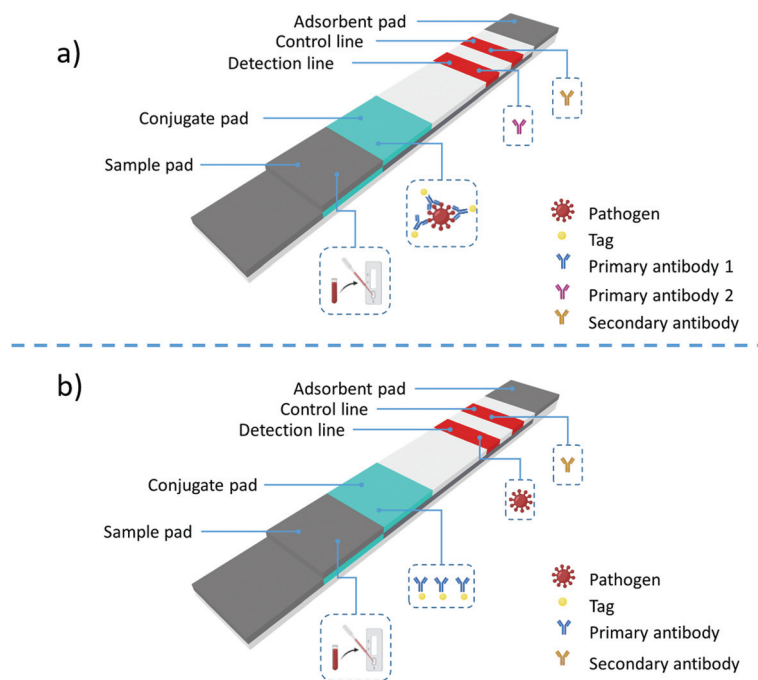 a)
Adsorbent pad
Control line
Detection line
Conjugate pad
Sample pad
Pathogen
Tag
Primary antibody 1
Primary antibody 2
Secondary antibody
b)
Adsorbent pad
Control line
Detection line
Conjugate pad
Sample pad
Pathogen
Tag
Primary antibody
Secondary antibody